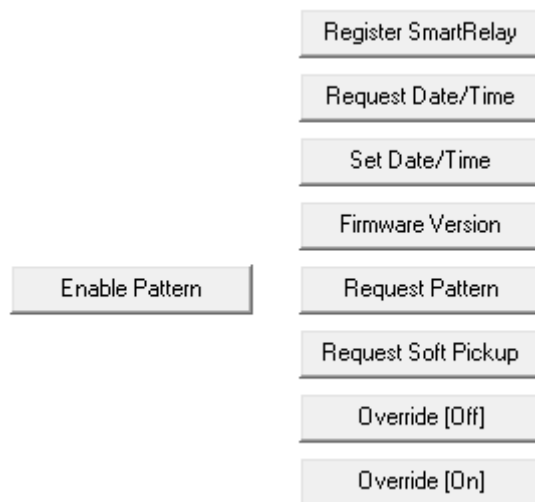 Register SmartRelay
Request Date/Time
Set Date/Time
Firmware Version
Enable Pattern
Request Pattern
Request Soft Pickup
Override [Off]
Override [On]